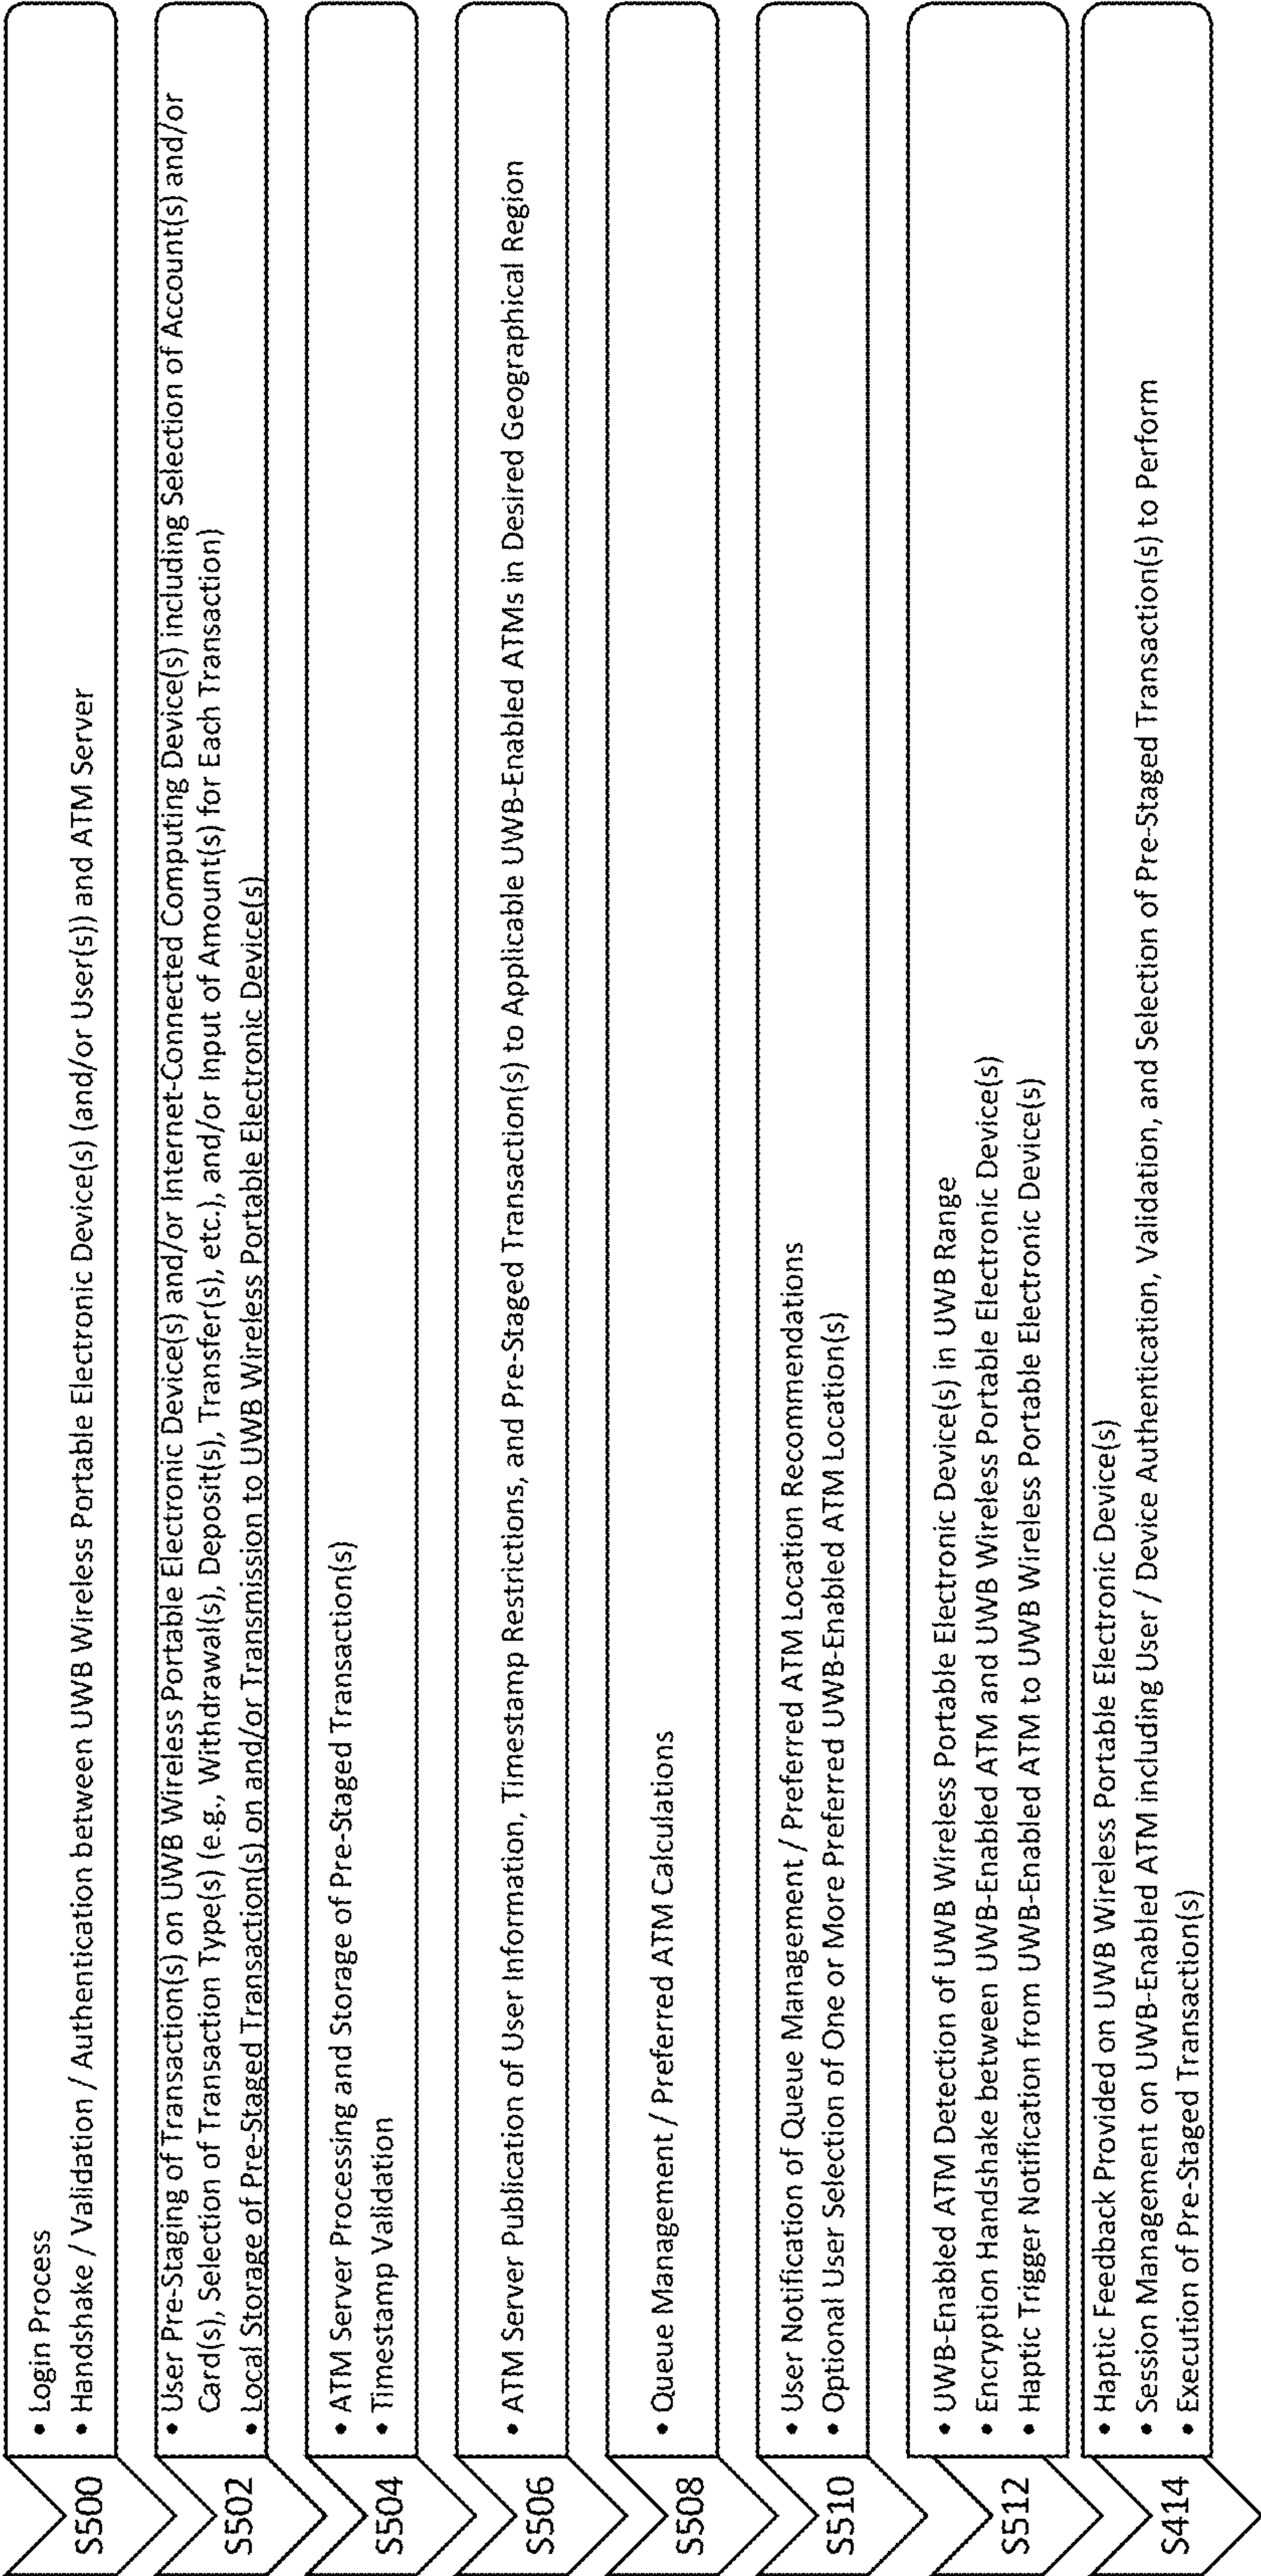 S500
• Login Process
• Handshake / Validation / Authentication between UWB Wireless Portable Electronic Device(s) (and/or User(s)) and ATM Server
S502
• User Pre-Staging of Transaction(s) on UWB Wireless Portable Electronic Device(s) and/or Internet-Connected Computing Device(s) including Selection of Account(s) and/or
Card(s), Selection of Transaction Type(s) (e.g., Withdrawal(s), Deposit(s), Transfer(s), etc.), and/or Input of Amount(s) for Each Transaction)
• Local Storage of Pre-Staged Transaction(s) on and/or Transmission to UWB Wireless Portable Electronic Device(s)
S504
• ATM Server Processing and Storage of Pre-Staged Transaction(s)
• Timestamp Validation
S506
• ATM Server Publication of User Information, Timestamp Restrictions, and Pre-Staged Transaction(s) to Applicable UWB-Enabled ATMs in Desired Geographical Region
S508
• Queue Management / Preferred ATM Calculations
S510
• User Notification of Queue Management / Preferred ATM Location Recommendations
• Optional User Selection of One or More Preferred UWB-Enabled ATM Location(s)
S512
• UWB-Enabled ATM Detection of UWB Wireless Portable Electronic Device(s) in UWB Range
• Encryption Handshake between UWB-Enabled ATM and UWB Wireless Portable Electronic Device(s)
• Haptic Trigger Notification from UWB-Enabled ATM to UWB Wireless Portable Electronic Device(s)
S414
• Haptic Feedback Provided on UWB Wireless Portable Electronic Device(s)
• Session Management on UWB-Enabled ATM including User / Device Authentication, Validation, and Selection of Pre-Staged Transaction(s) to Perform
• Execution of Pre-Staged Transaction(s)